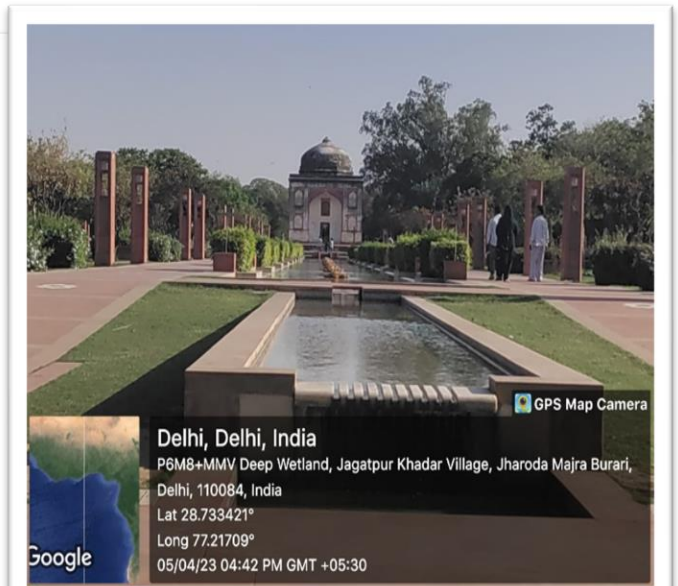 GPS Map Camera
Delhi, Delhi, India
P6M8+MMV Deep Wetland, Jagatpur Khadar Village, Jharoda Majra Burari,
Delhi, 110084, India
Lat 28.733421°
Long 77.21709°
05/04/23 04:42 PM GMT +05:30
Google